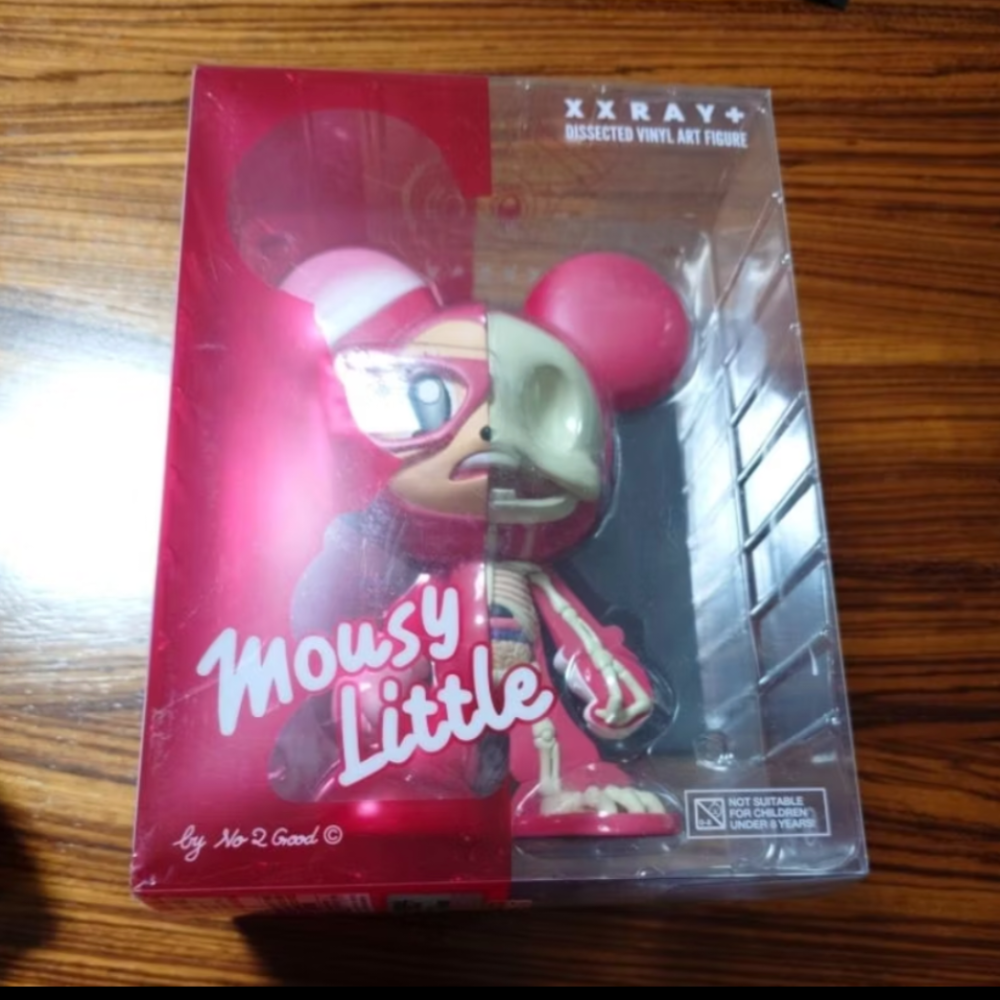 XXRAY+
DISSECTED VINYL ART FIGURE
Mousy
Little
by No 2 Good ©
NOT SUITABLE
FOR CHILDREN
UNDER 8 YEARS!